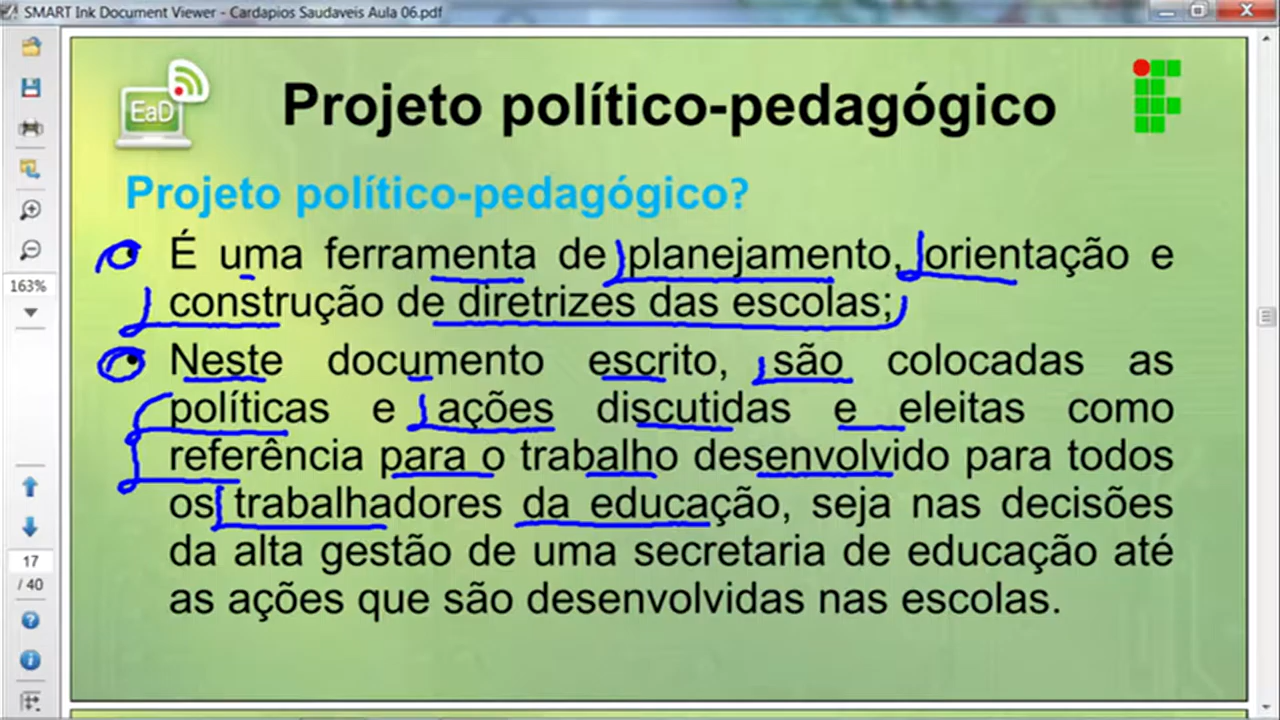 SMART Ink Document Viewer - Cardapios Saudaveis Aula 06.pdf
EaD
Projeto político-pedagógico
Projeto político-pedagógico?
É uma ferramenta de planejamento, orientação e
construção de diretrizes das escolas;
Neste documento escrito, são colocadas as
políticas e ações discutidas e eleitas como
referência para o trabalho desenvolvido para todos
os trabalhadores da educação, seja nas decisões
da alta gestão de uma secretaria de educação até
as ações que são desenvolvidas nas escolas.
163%
17
/ 40